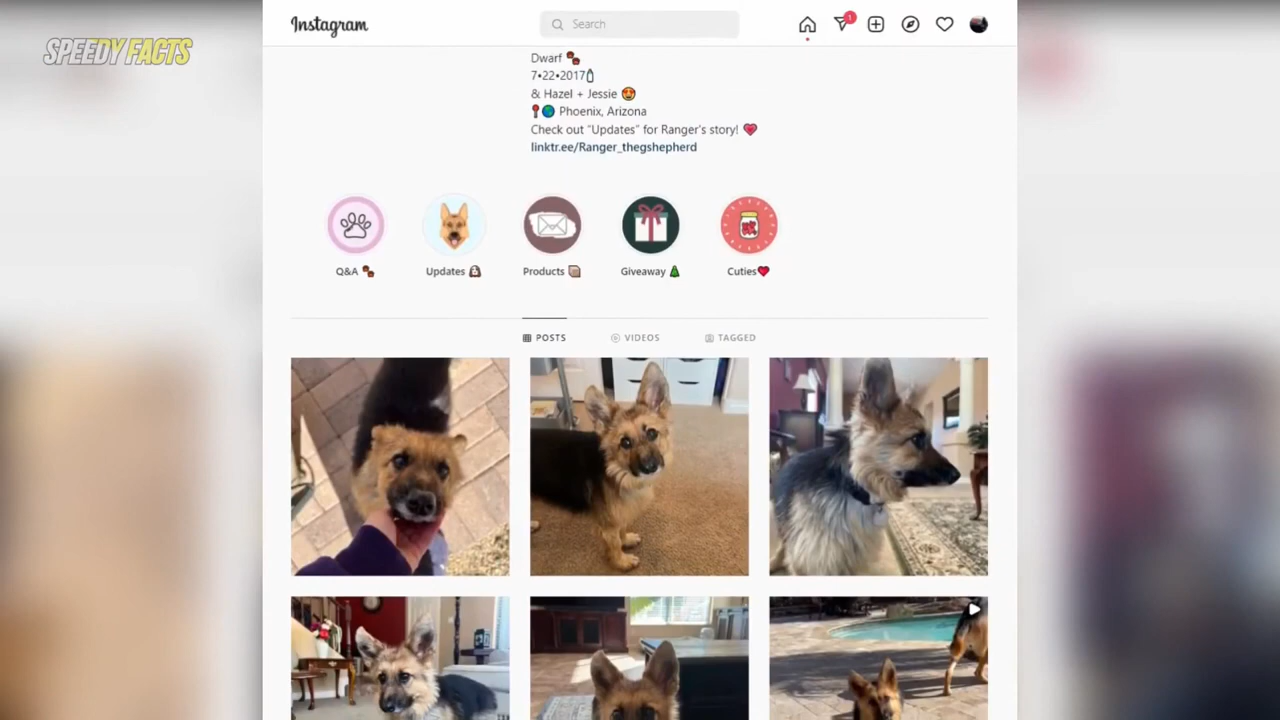 SPEEDY FACTS
Instagram
Search
1
Dwarf
7•22•2017
& Hazel + Jessie
Phoenix, Arizona
Check out "Updates" for Ranger's story!
linktr.ee/Ranger_thegshepherd
Q&A
Updates
Products
Giveaway
Cuties
POSTS
VIDEOS
TAGGED